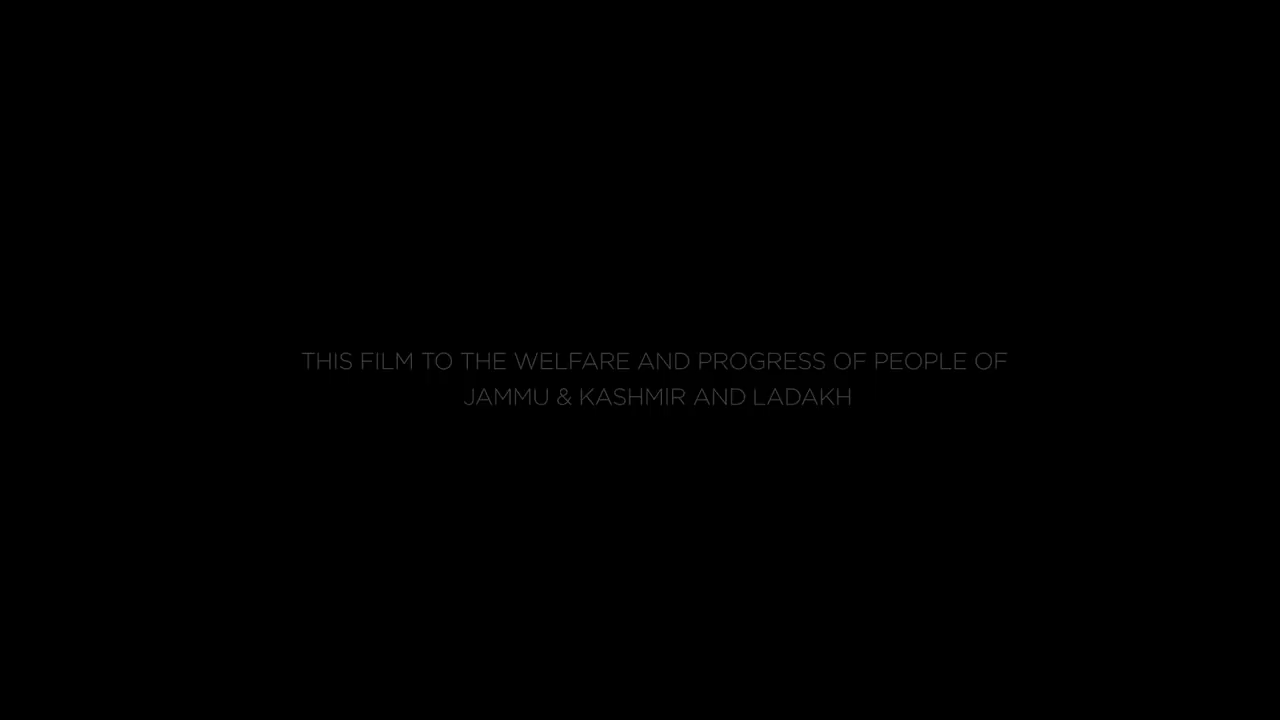 THIS FILM TO THE WELFARE AND PROGRESS OF PEOPLE OF
JAMMU & KASHMIR AND LADAKH